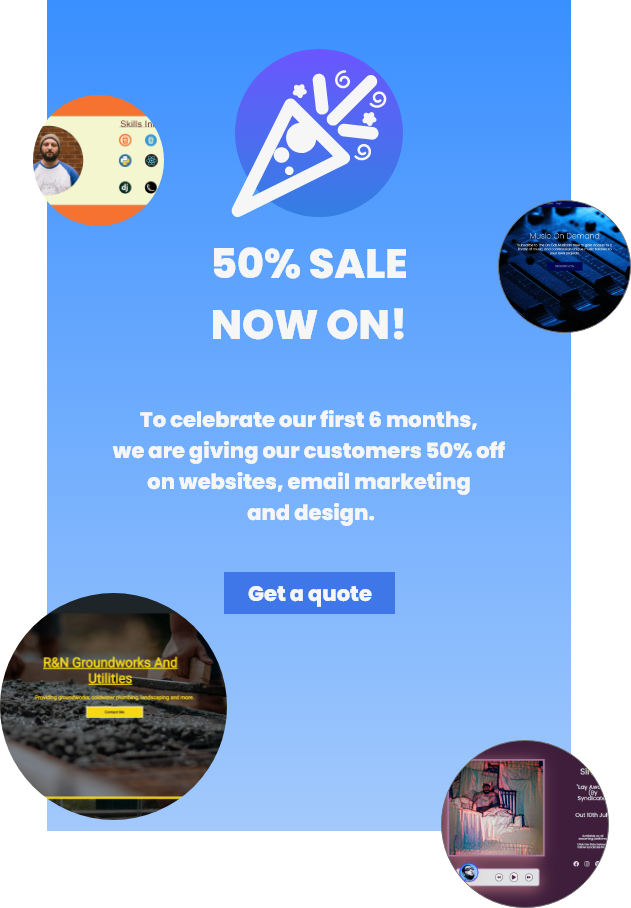 Skills In
Music On Demand
50% SALE
NOW ON!
To celebrate our first 6 months,
we are giving our customers 50% off
on websites, email marketing
and design.
Get a quote
R&N Groundworks And
Utilities
Providing groundworks, coldwater plumbing, landscaping and more.
Contact Me
"Lay Awa
(By
Syndicate
Out 10th Jul